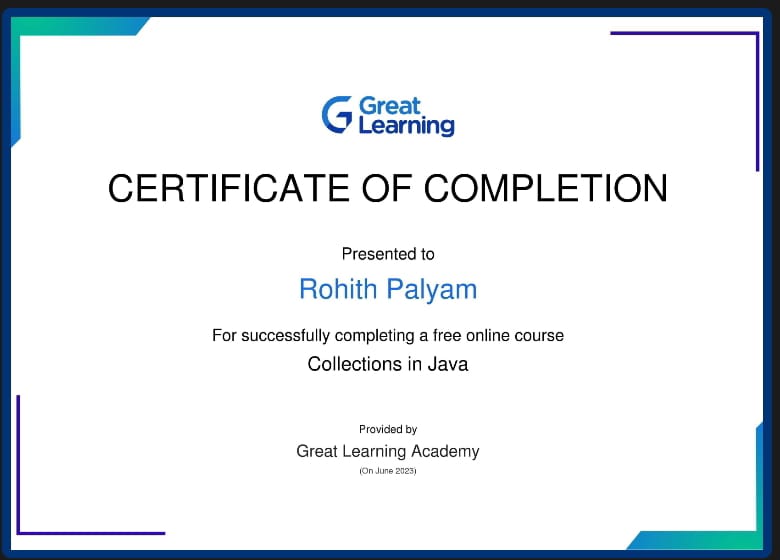 Great
Learning
CERTIFICATE OF COMPLETION
Presented to
Rohith Palyam
For successfully completing a free online course
Collections in Java
Provided by
Great Learning Academy
(On June 2023)